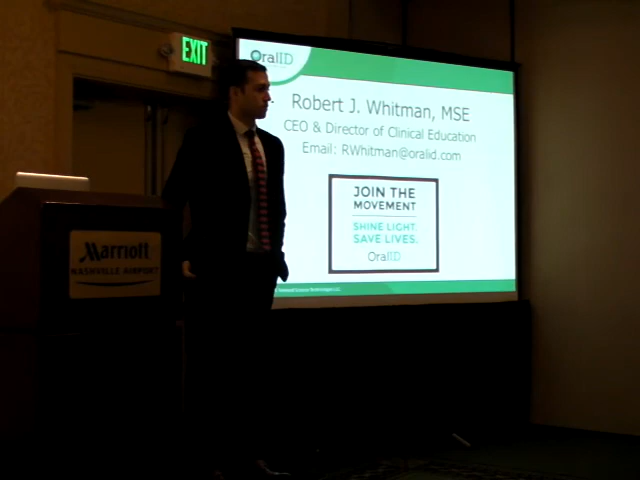 EXIT
OralID
Robert J. Whitman, MSE
CEO & Director of Clinical Education
Email: RWhitman@oralid.com
JOIN THE
MOVEMENT
SHINE LIGHT.
SAVE LIVES.
OralID
Marriott
NASHVILLE AIRPORT